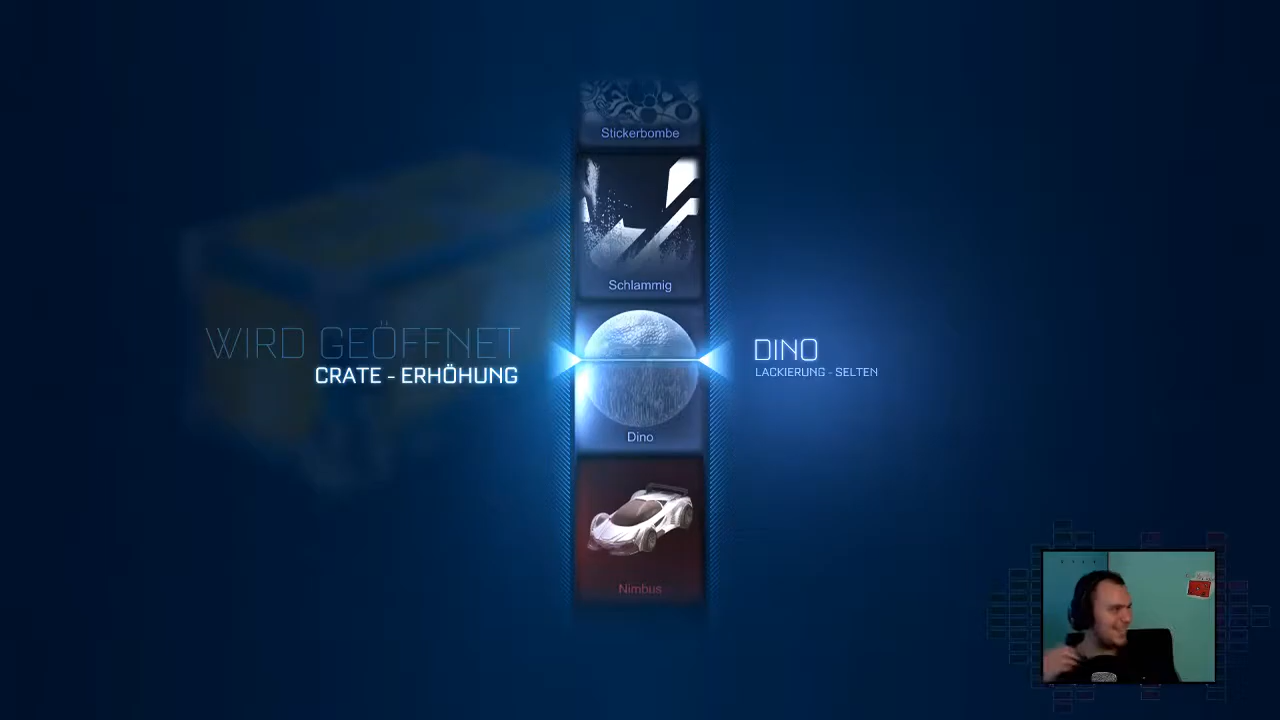 Stickerbombe
Schlammig
WIRD GEÖFFNET
CRATE - ERHÖHUNG
DINO
LACKIERUNG - SELTEN
Dino
Nimbus